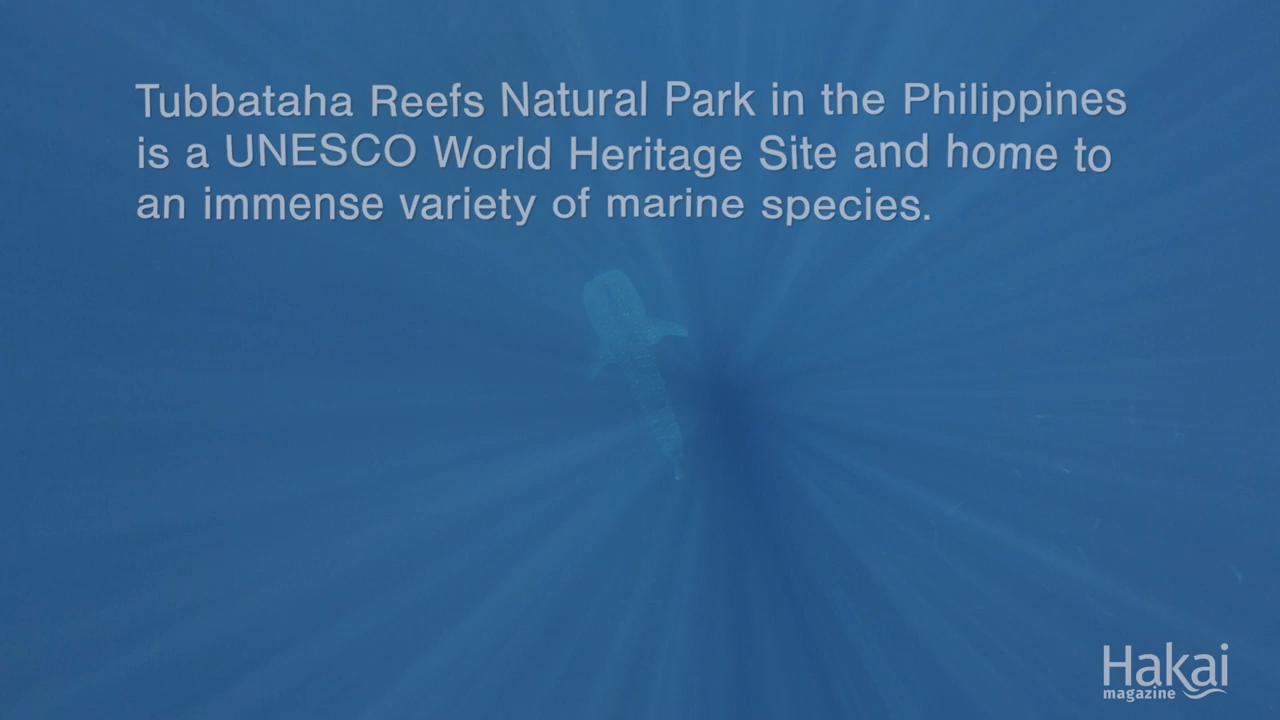 Tubbataha Reefs Natural Park in the Philippines
is a UNESCO World Heritage Site and home to
an immense variety of marine species.
Hakai
magazine